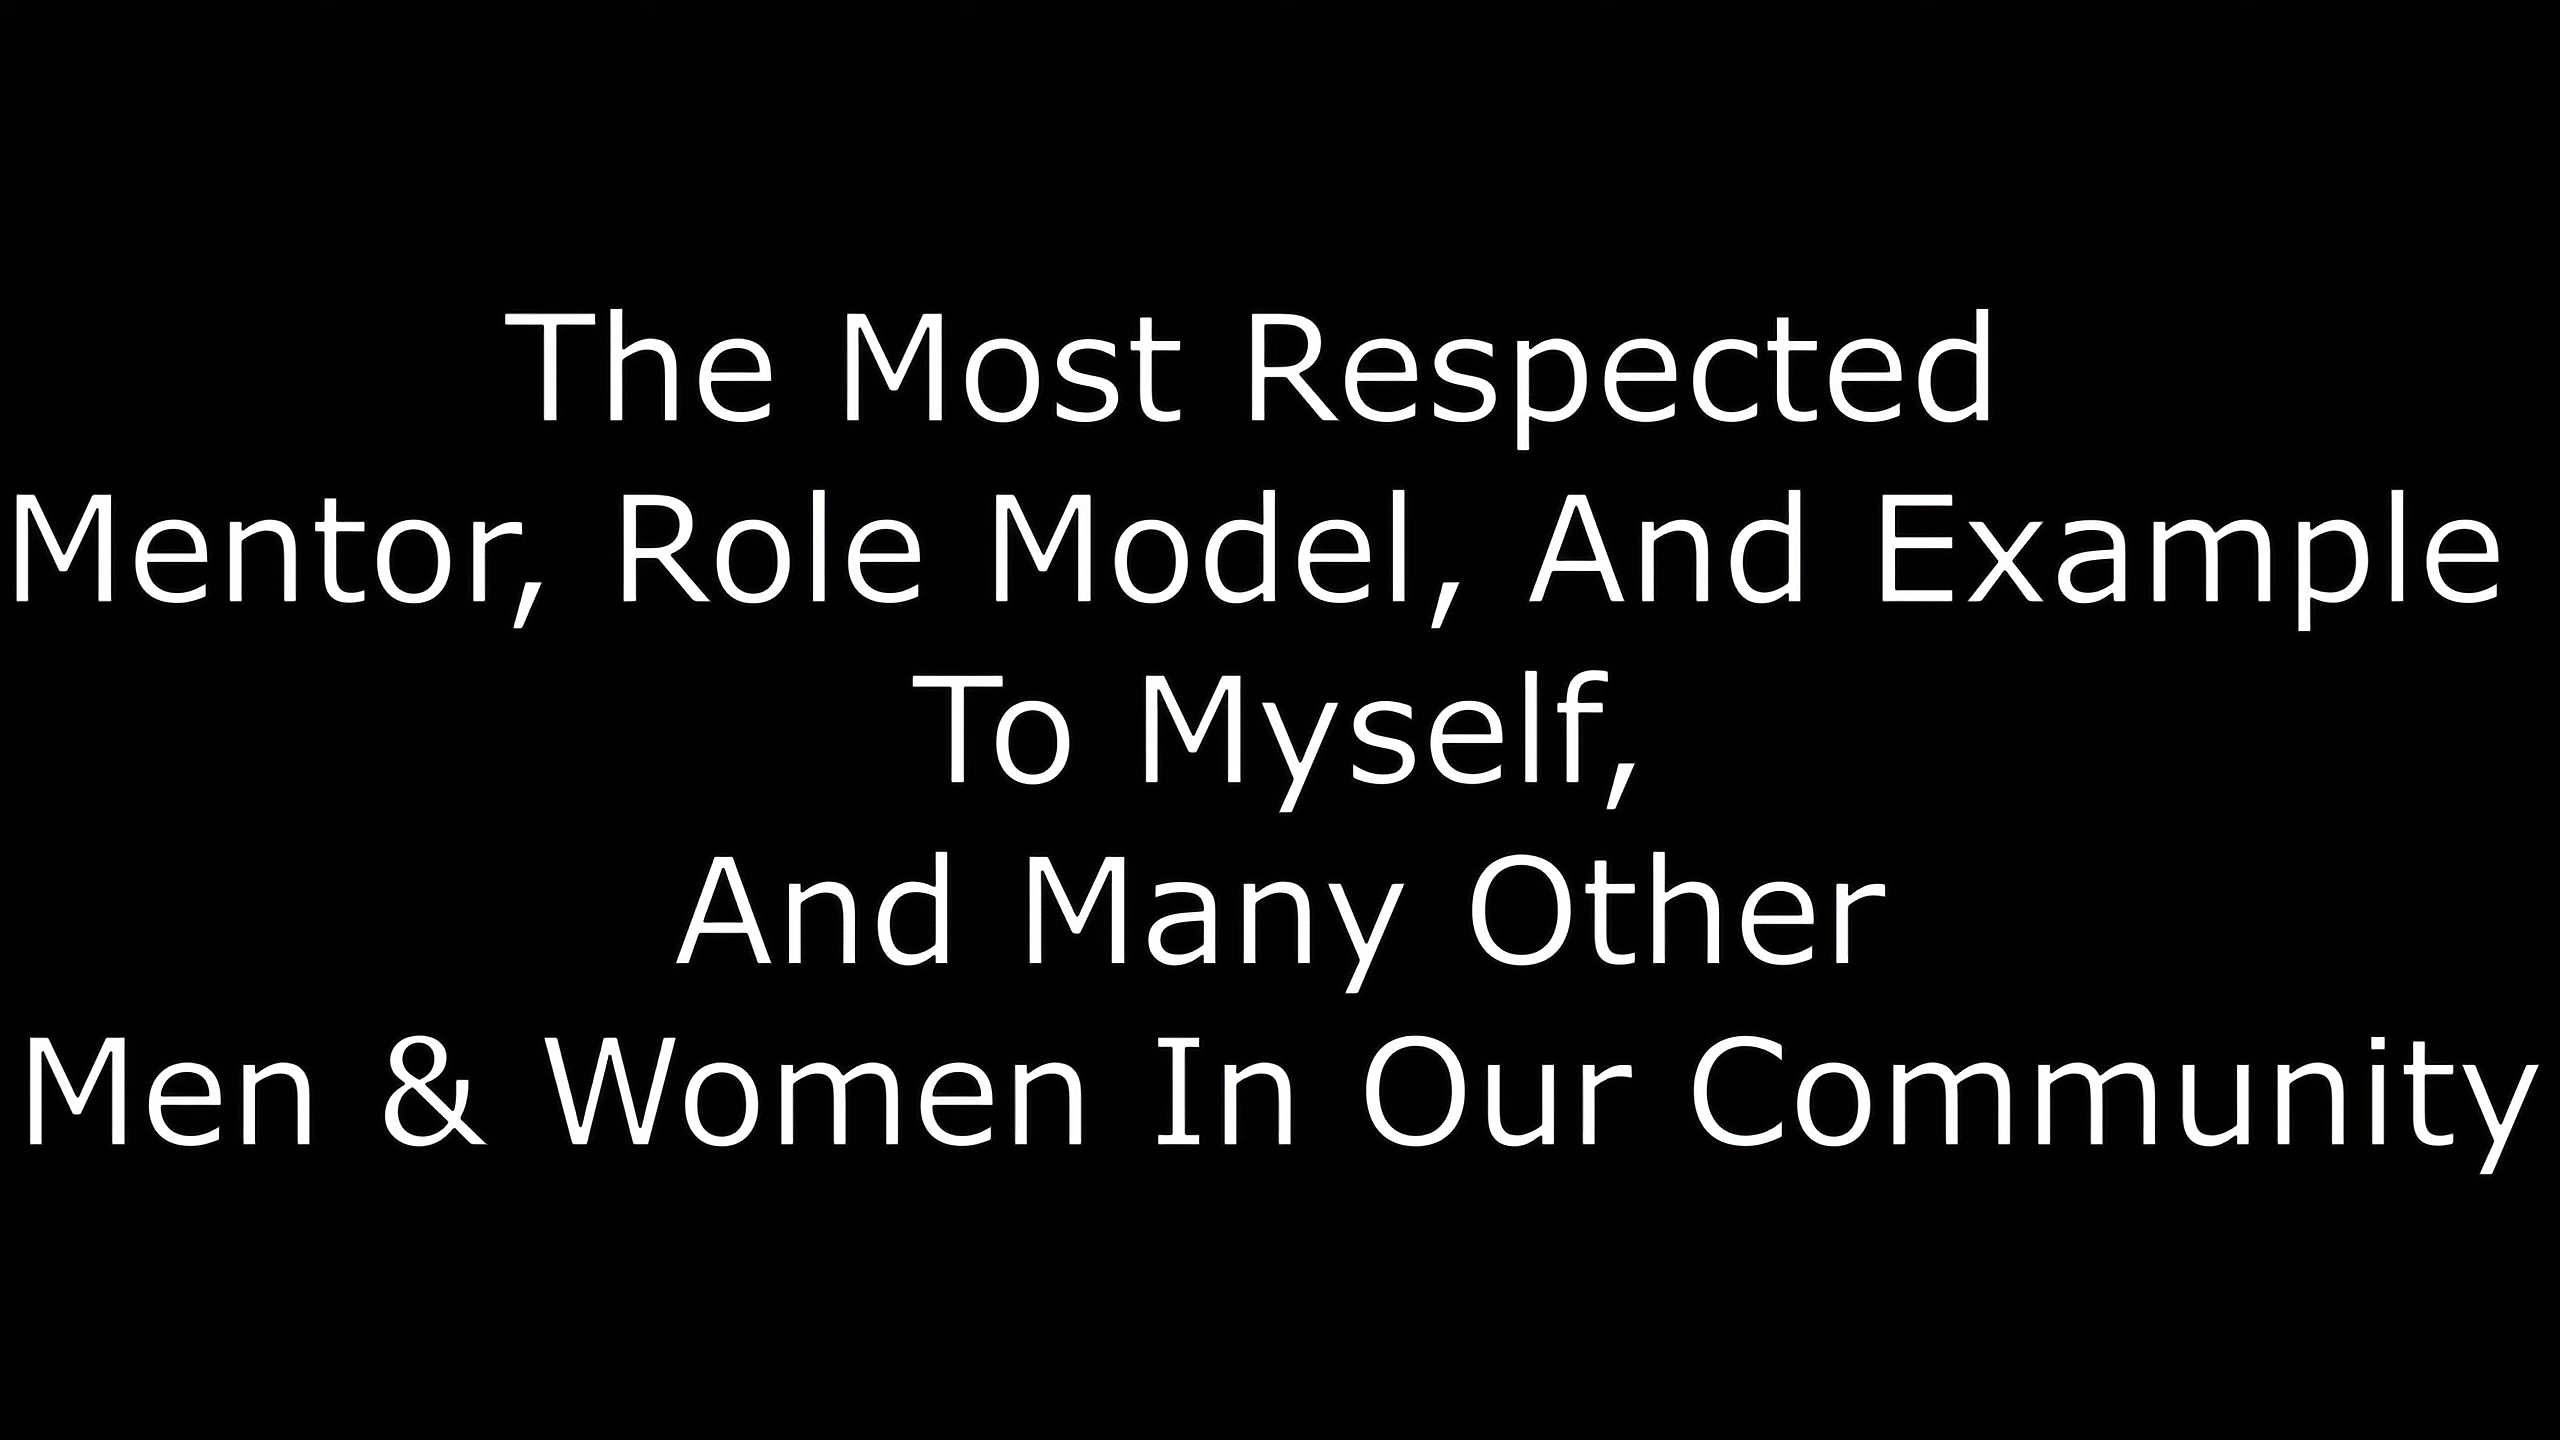 The Most Respected
Mentor, Role Model, And Example
To Myself,
And Many Other
Men & Women In Our Community